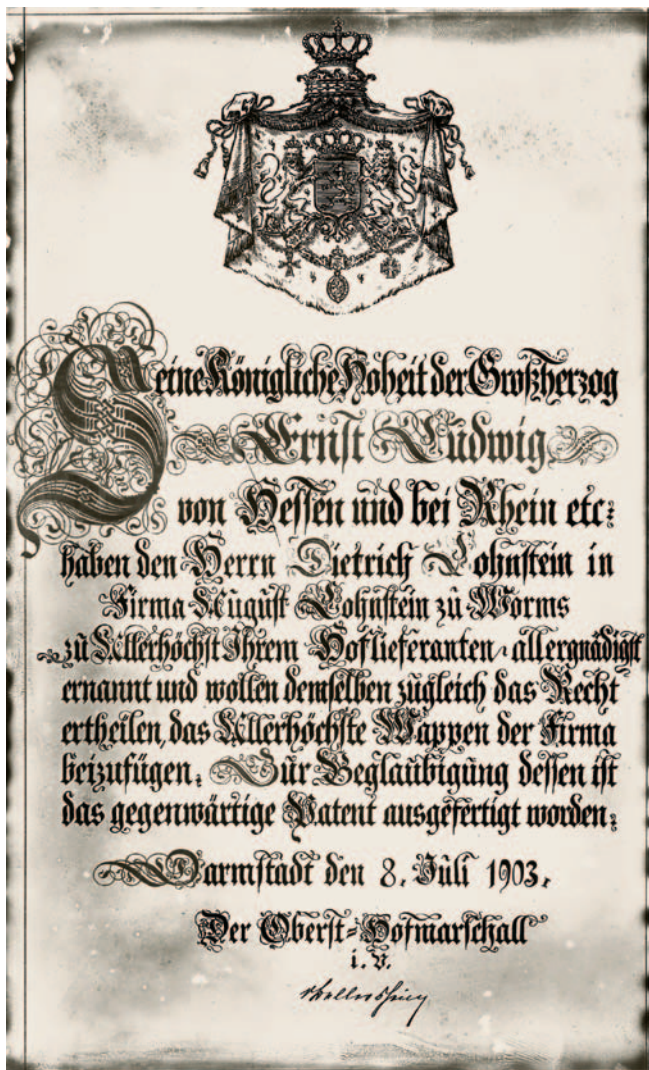 Seine Königliche Hoheit der Großherzog
Ernst Ludwig
von Hessen und bei Rhein etc:
haben den Herrn Dietrich Lohnstein in
Firma August Lohnstein zu Worms
zu Allerhöchst Ihrem Hoflieferanten allergnädigst
ernannt und wollen demselben zugleich das Recht
ertheilen, das Allerhöchste Wappen der Firma
beizufügen. Zur Beglaubigung dessen ist
das gegenwärtige Patent ausgefertigt worden.
Darmstadt den 8. Juli 1903.
Der Oberst-Hofmarschall
i. V.